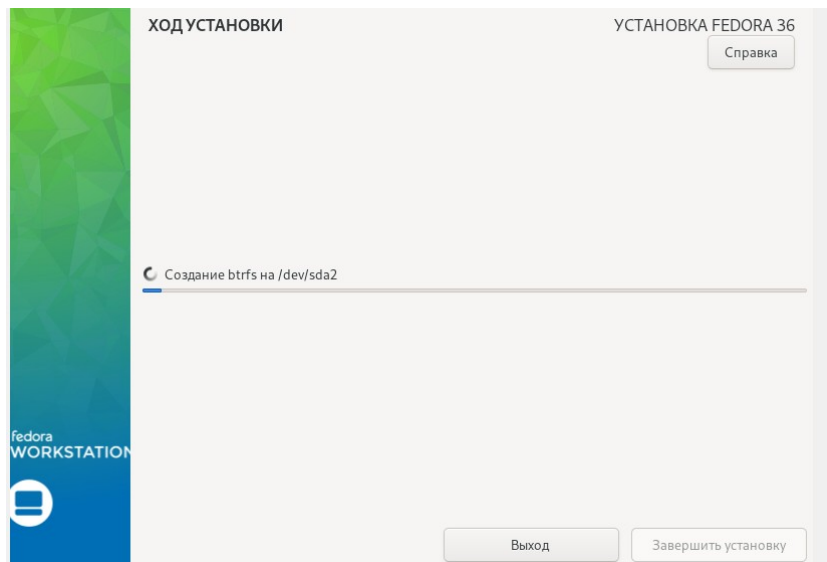 ХОД УСТАНОВКИ
УСТАНОВКА FEDORA 36
Справка
Создание btrfs на /dev/sda2
fedora
WORKSTATION
Выход
Завершить установку